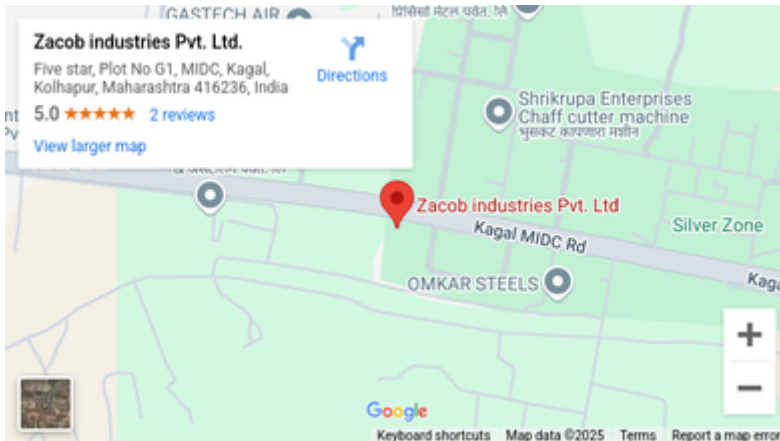 GASTECH AIR
Zacob industries Pvt. Ltd.
Five star, Plot No G1, MIDC, Kagal,
Kolhapur, Maharashtra 416236, India
Directions
5.0
2 reviews
View larger map
Shrikrupa Enterprises
Chaff cutter machine
भुसकट कापणारा मशीन
Zacob industries Pvt. Ltd
Silver Zone
Kagal MIDC Rd
OMKAR STEELS
Google
Keyboard shortcuts
Map data ©2025
Terms
Report a map error